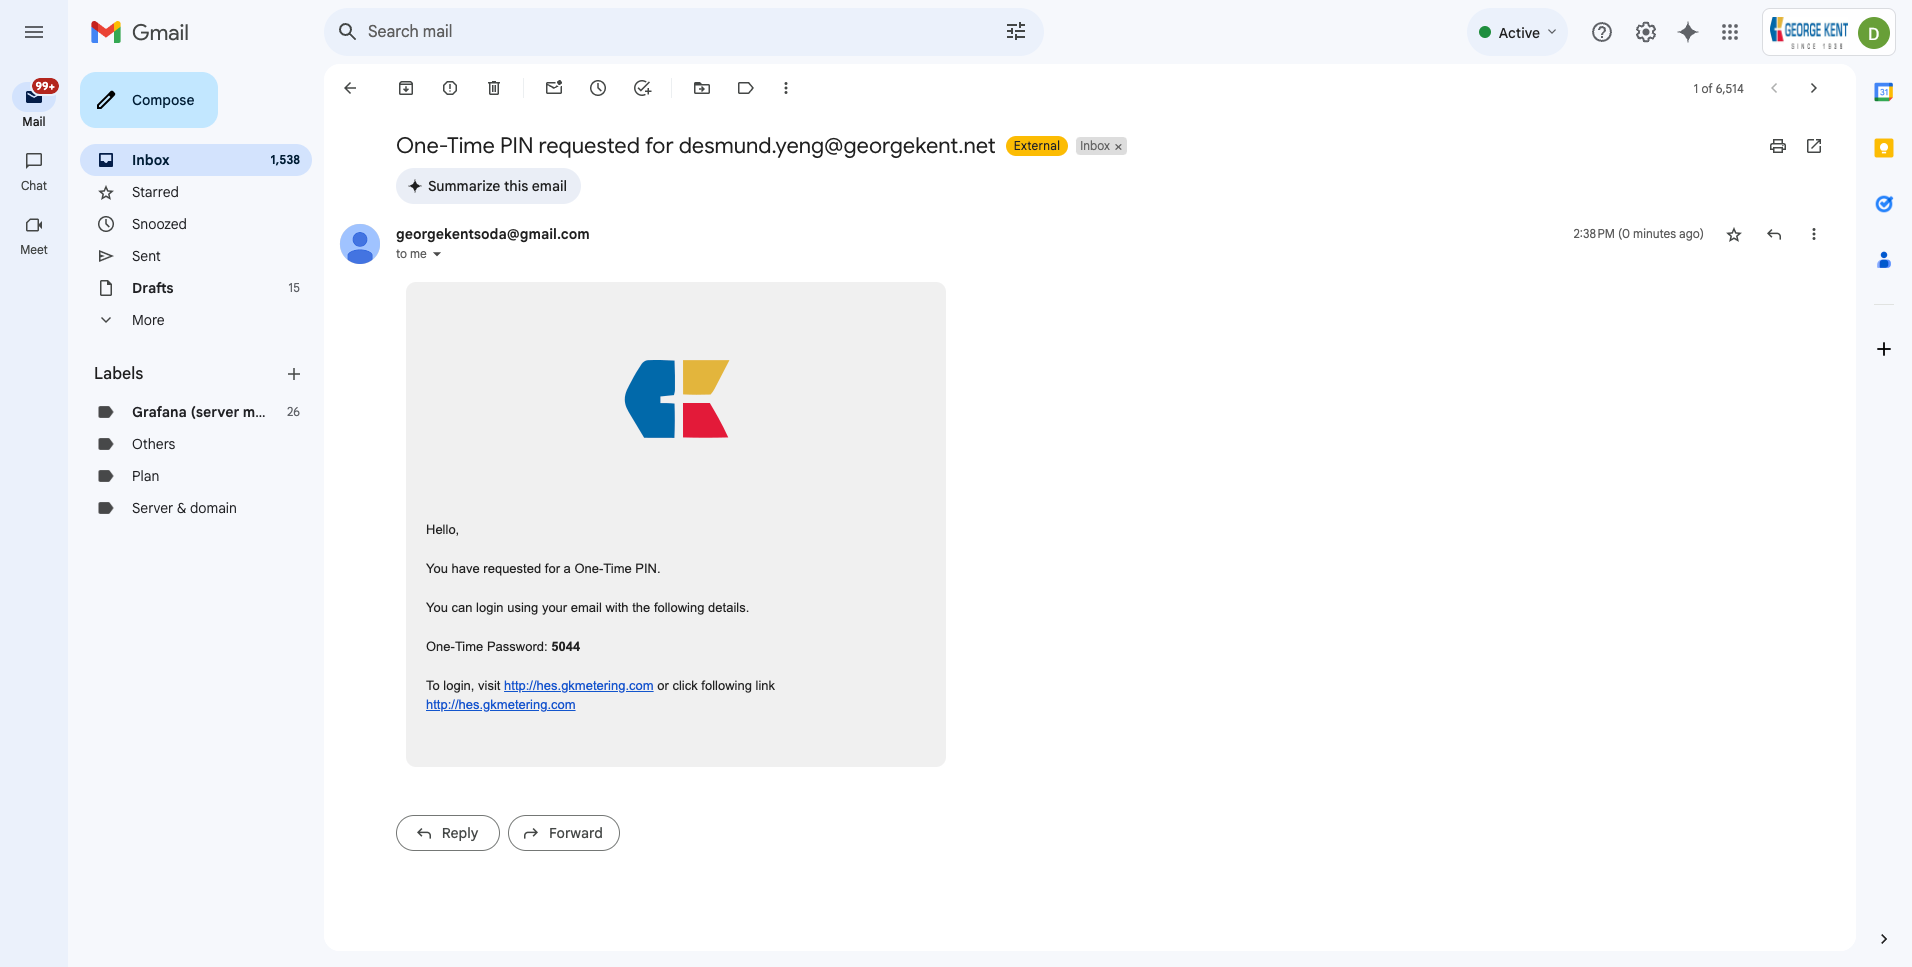 Gmail
Search mail
Active
GEORGE KENT
SINCE 1936
D
99+
Mail
Chat
Meet
Compose
Inbox 1,538
Starred
Snoozed
Sent
Drafts 15
More
Labels
Grafana (server m... 26
Others
Plan
Server & domain
1 of 6,514
31
One-Time PIN requested for desmund.yeng@georgekent.net External Inbox ×
Summarize this email
georgekentsoda@gmail.com 2:38 PM (0 minutes ago)
to me
Hello,
You have requested for a One-Time PIN.
You can login using your email with the following details.
One-Time Password: 5044
To login, visit http://hes.gkmetering.com or click following link
http://hes.gkmetering.com
Reply
Forward